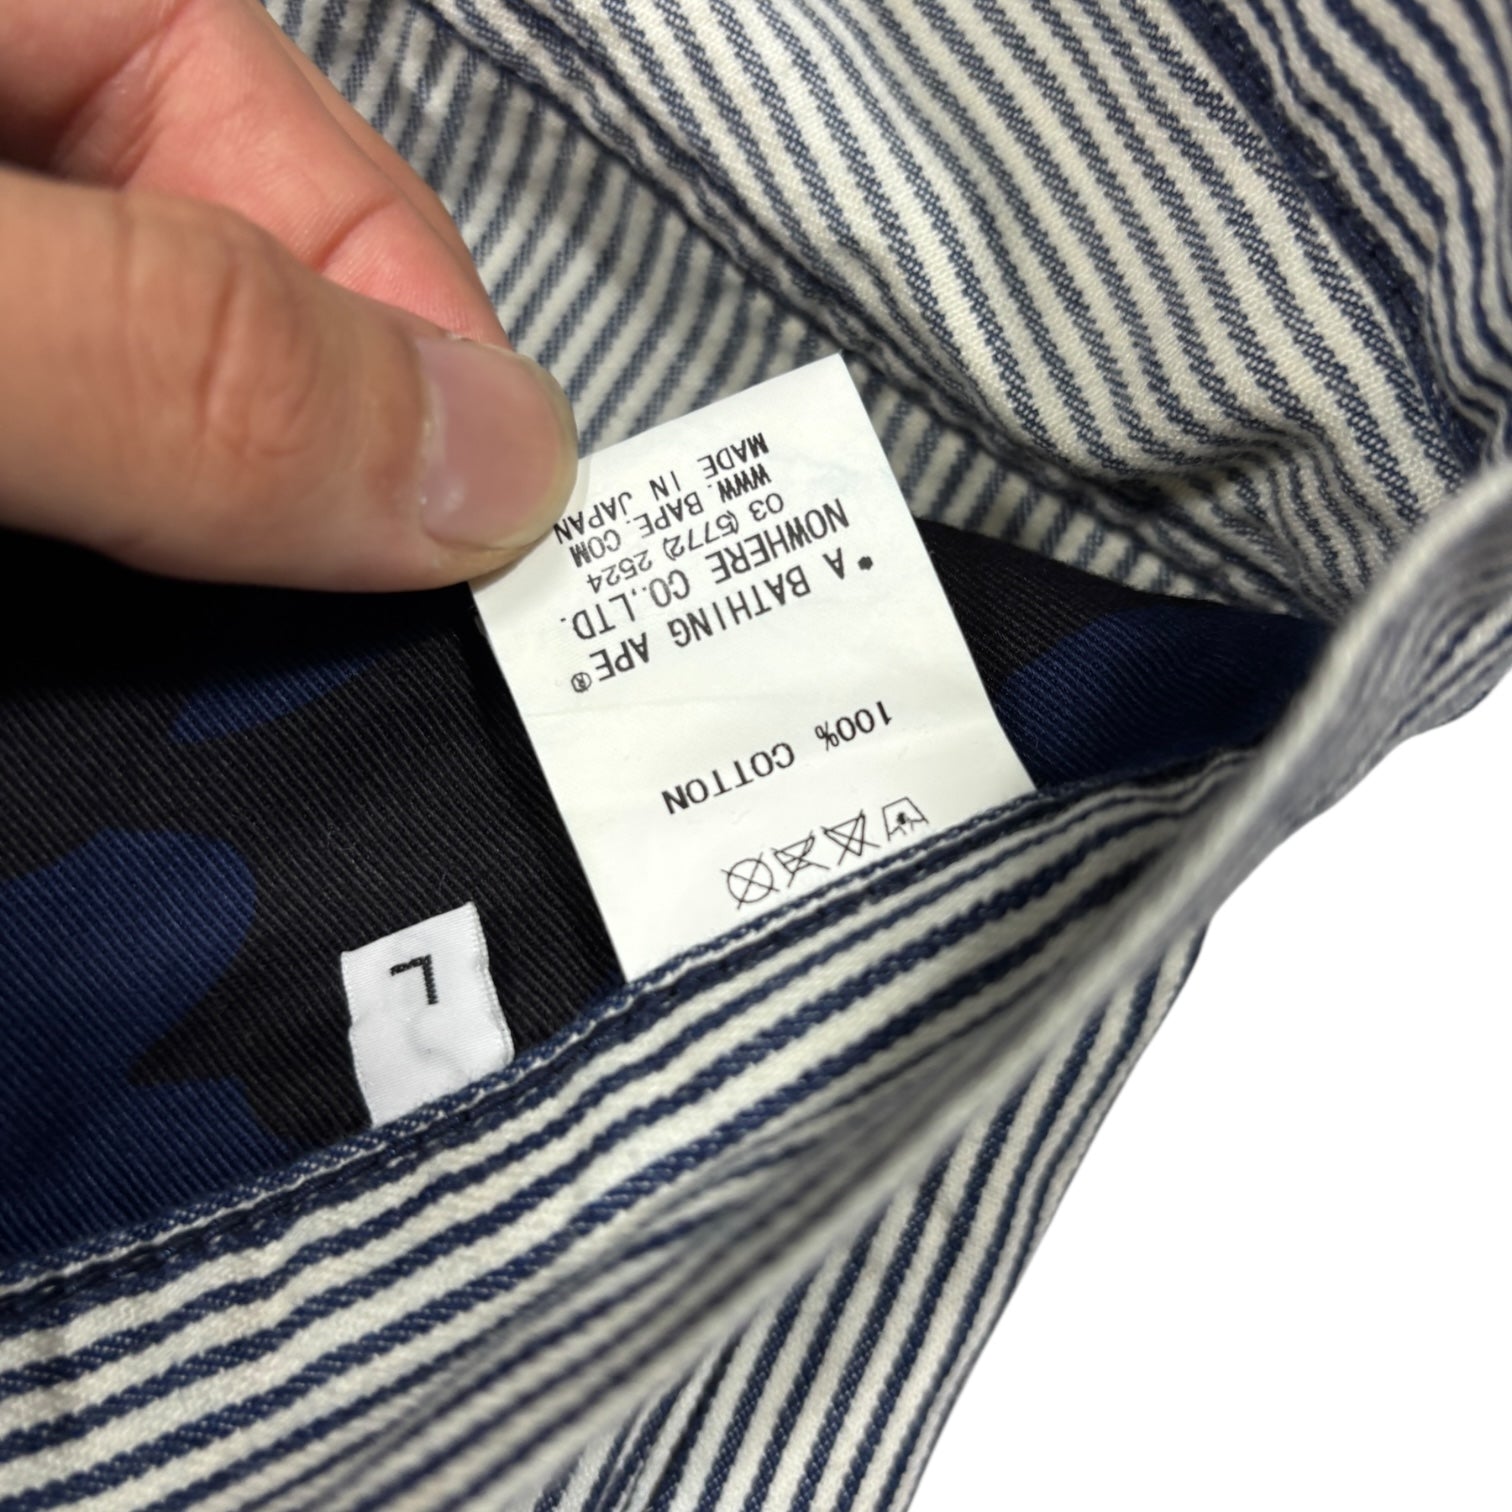 100% COTTON
* A BATHING APE®
NOWHERE CO.,LTD.
03 (5772) 2524
WWW.BAPE.COM
MADE IN JAPAN
L